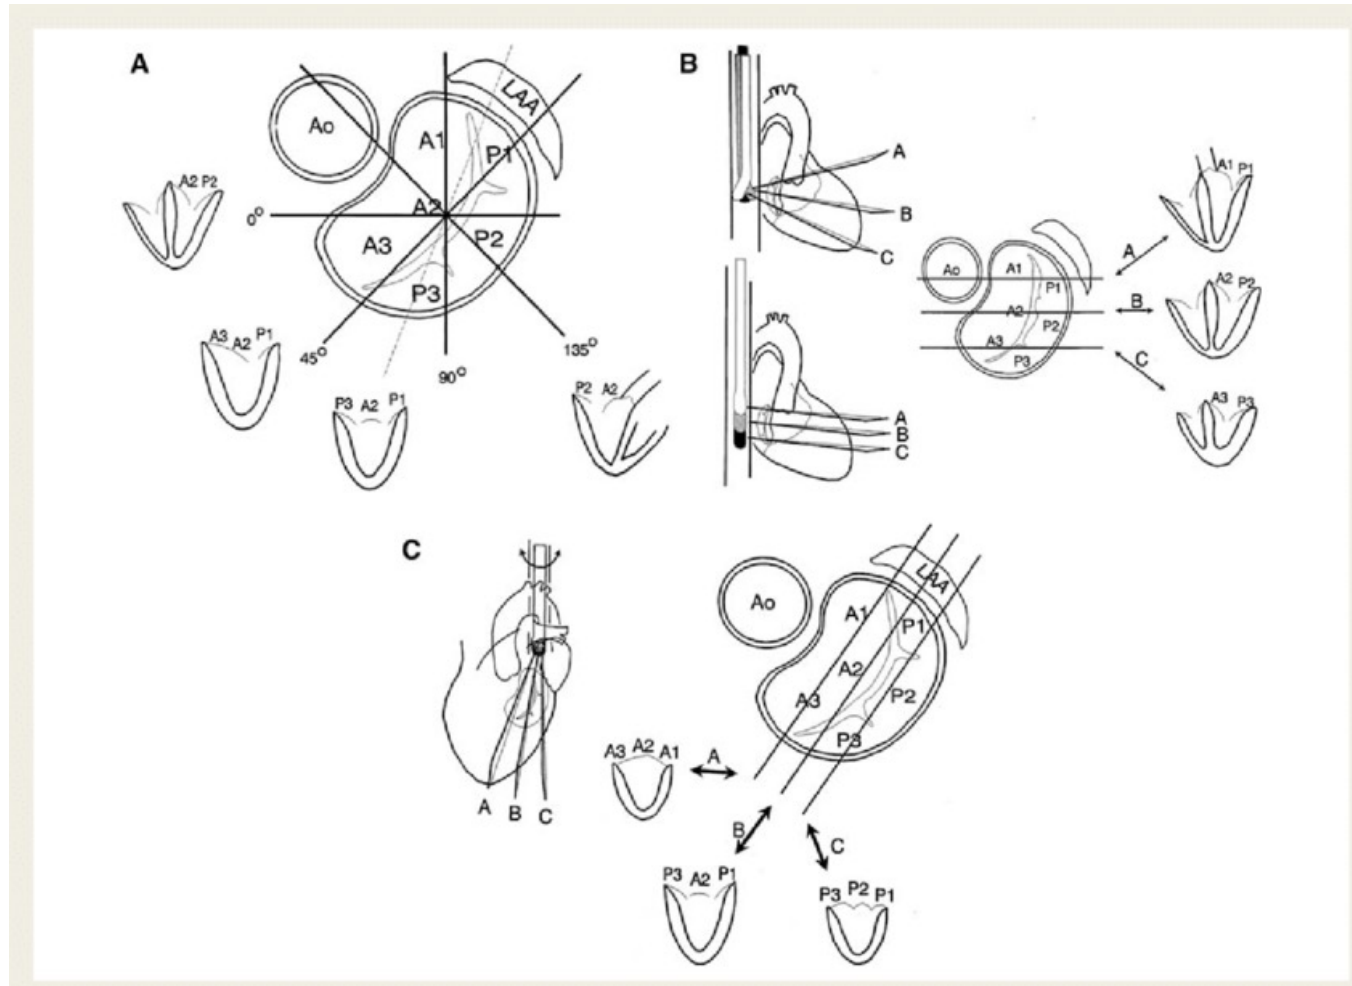 A
Ao
A1
LAA
P1
A2
0°
A3
P2
P3
45°
90°
135°
A2 P2
A3 A2 P1
P3 A2 P1
P2 A2
B
A
B
C
A
B
C
Ao
A1
P1
A2
P2
A3
P3
A
B
C
A1 P1
A2 P2
A3 P3
C
A B C
Ao
A1
LAA
P1
A2
A3
P2
P3
A3 A2 A1
A
B
C
P3 A2 P1
P3 P2 P1